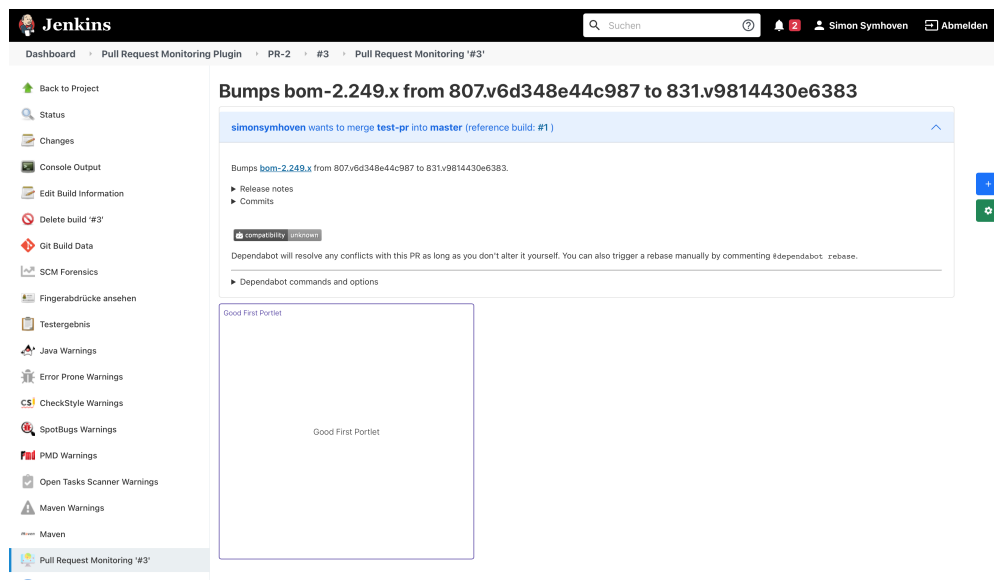 Jenkins
Suchen
2
Simon Symhoven
Abmelden
Dashboard
Pull Request Monitoring Plugin
PR-2
#3
Pull Request Monitoring '#3'
Back to Project
Status
Changes
Console Output
Edit Build Information
Delete build '#3'
Git Build Data
SCM Forensics
Fingerabdrücke ansehen
Testergebnis
Java Warnings
Error Prone Warnings
CheckStyle Warnings
SpotBugs Warnings
PMD Warnings
Open Tasks Scanner Warnings
Maven Warnings
Maven
Pull Request Monitoring '#3'
Bumps bom-2.249.x from 807.v6d348e44c987 to 831.v9814430e6383
simonsymhoven wants to merge test-pr into master (reference build: #1 )
Bumps bom-2.249.x from 807.v6d348e44c987 to 831.v9814430e6383.
Release notes
Commits
compatibility unknown
Dependabot will resolve any conflicts with this PR as long as you don't alter it yourself. You can also trigger a rebase manually by commenting @dependabot rebase.
Dependabot commands and options
Good First Portlet
Good First Portlet